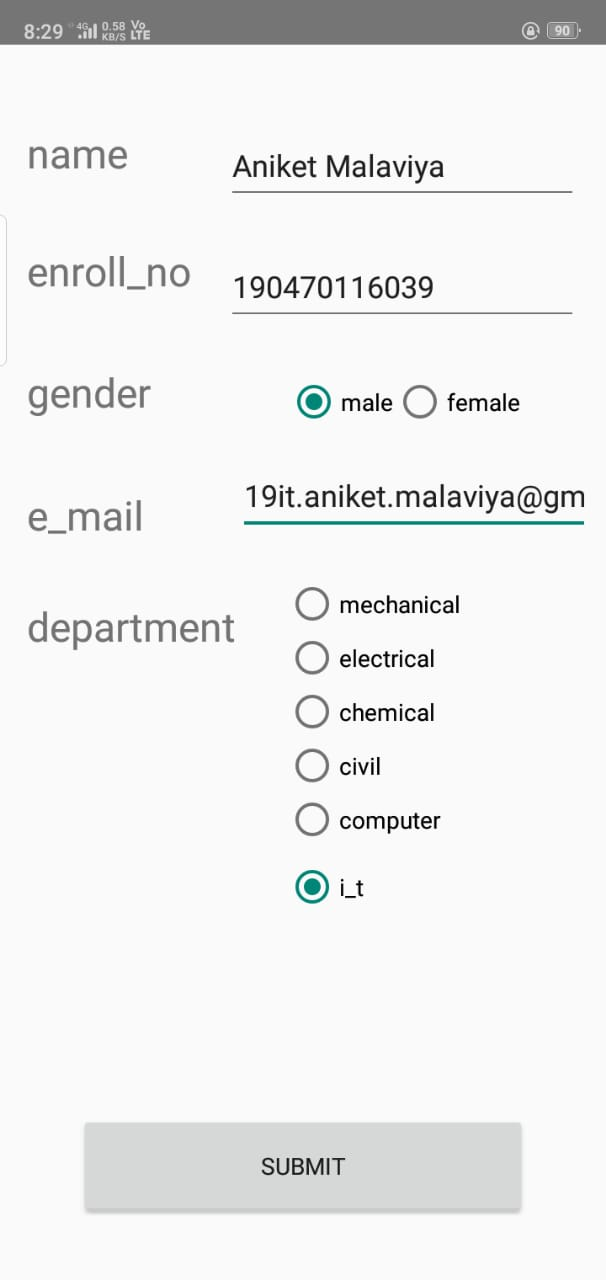 8:29 4G 0.58 KB/S Vo LTE 90
name Aniket Malaviya
enroll_no 190470116039
gender male female
e_mail 19it.aniket.malaviya@gm
department mechanical
electrical
chemical
civil
computer
i_t
SUBMIT